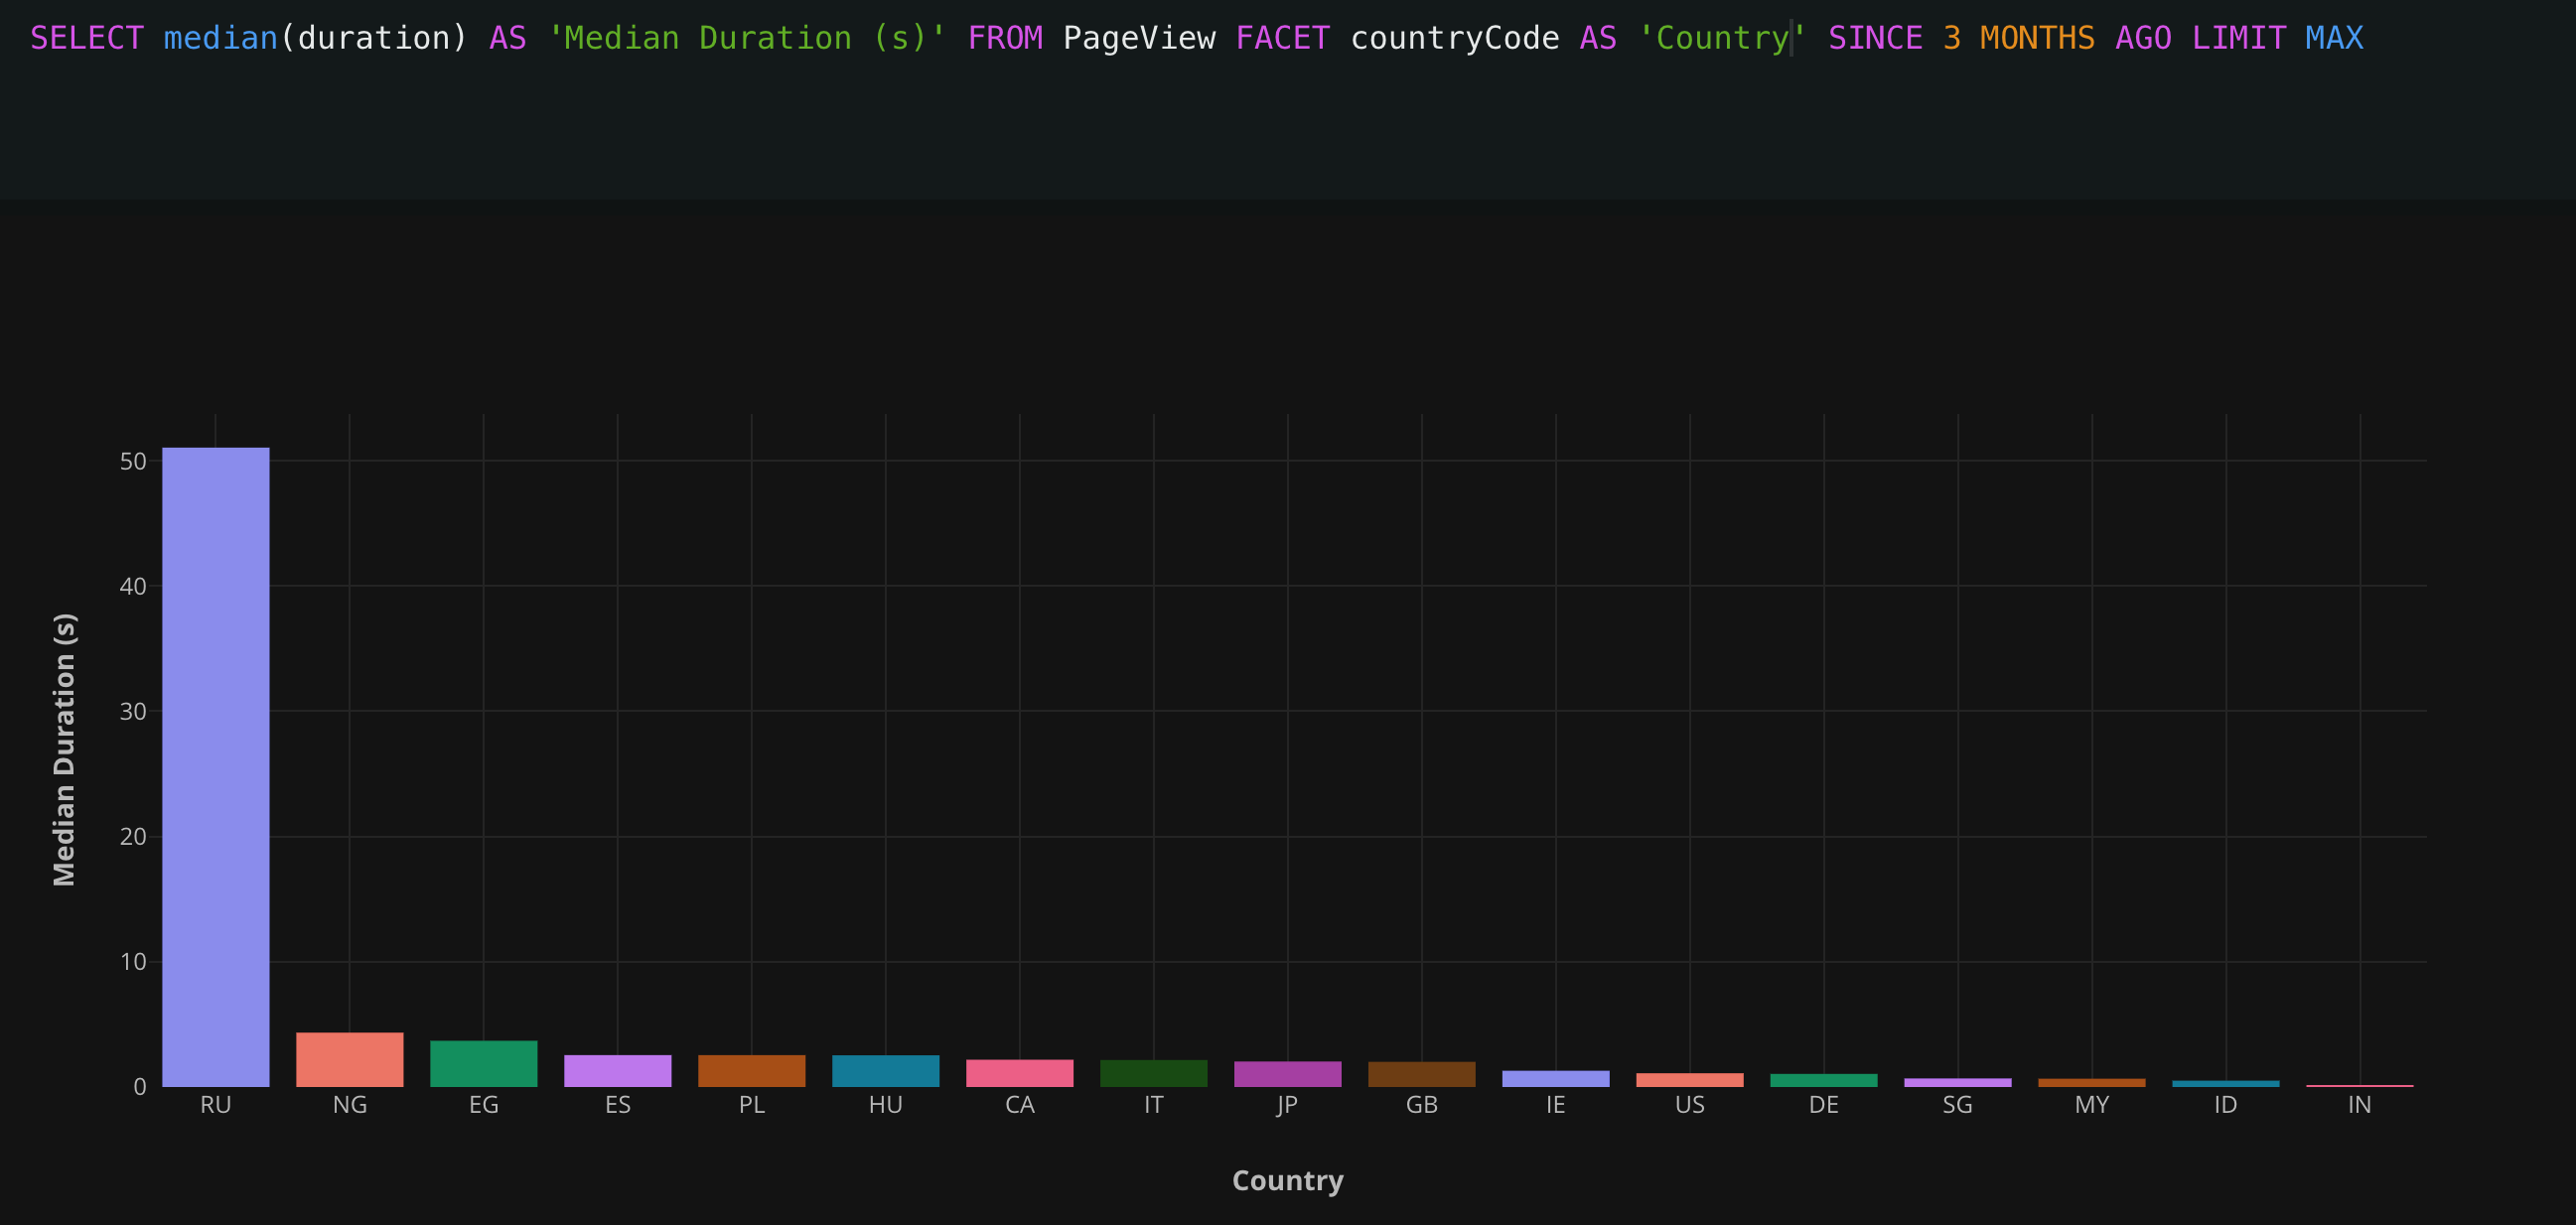 SELECT median(duration) AS 'Median Duration (s)' FROM PageView FACET countryCode AS 'Country' SINCE 3 MONTHS AGO LIMIT MAX
Median Duration (s)
50
40
30
20
10
0
RU NG EG ES PL HU CA IT JP GB IE US DE SG MY ID IN
Country